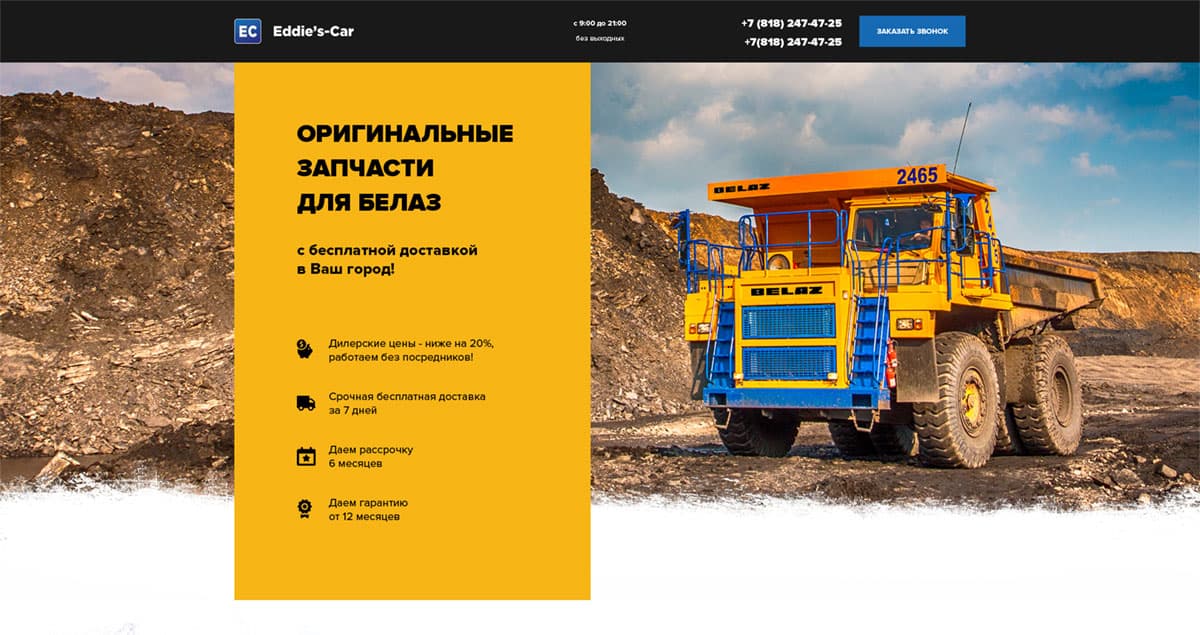 EC Eddie's-Car
с 9:00 до 21:00
без выходных
+7 (818) 247-47-25
+7(818) 247-47-25
ЗАКАЗАТЬ ЗВОНОК
ОРИГИНАЛЬНЫЕ
ЗАПЧАСТИ
ДЛЯ БЕЛАЗ
с бесплатной доставкой
в Ваш город!
Дилерские цены - ниже на 20%,
работаем без посредников!
Срочная бесплатная доставка
за 7 дней
Даем рассрочку
6 месяцев
Даем гарантию
от 12 месяцев
BELAZ
2465
BELAZ